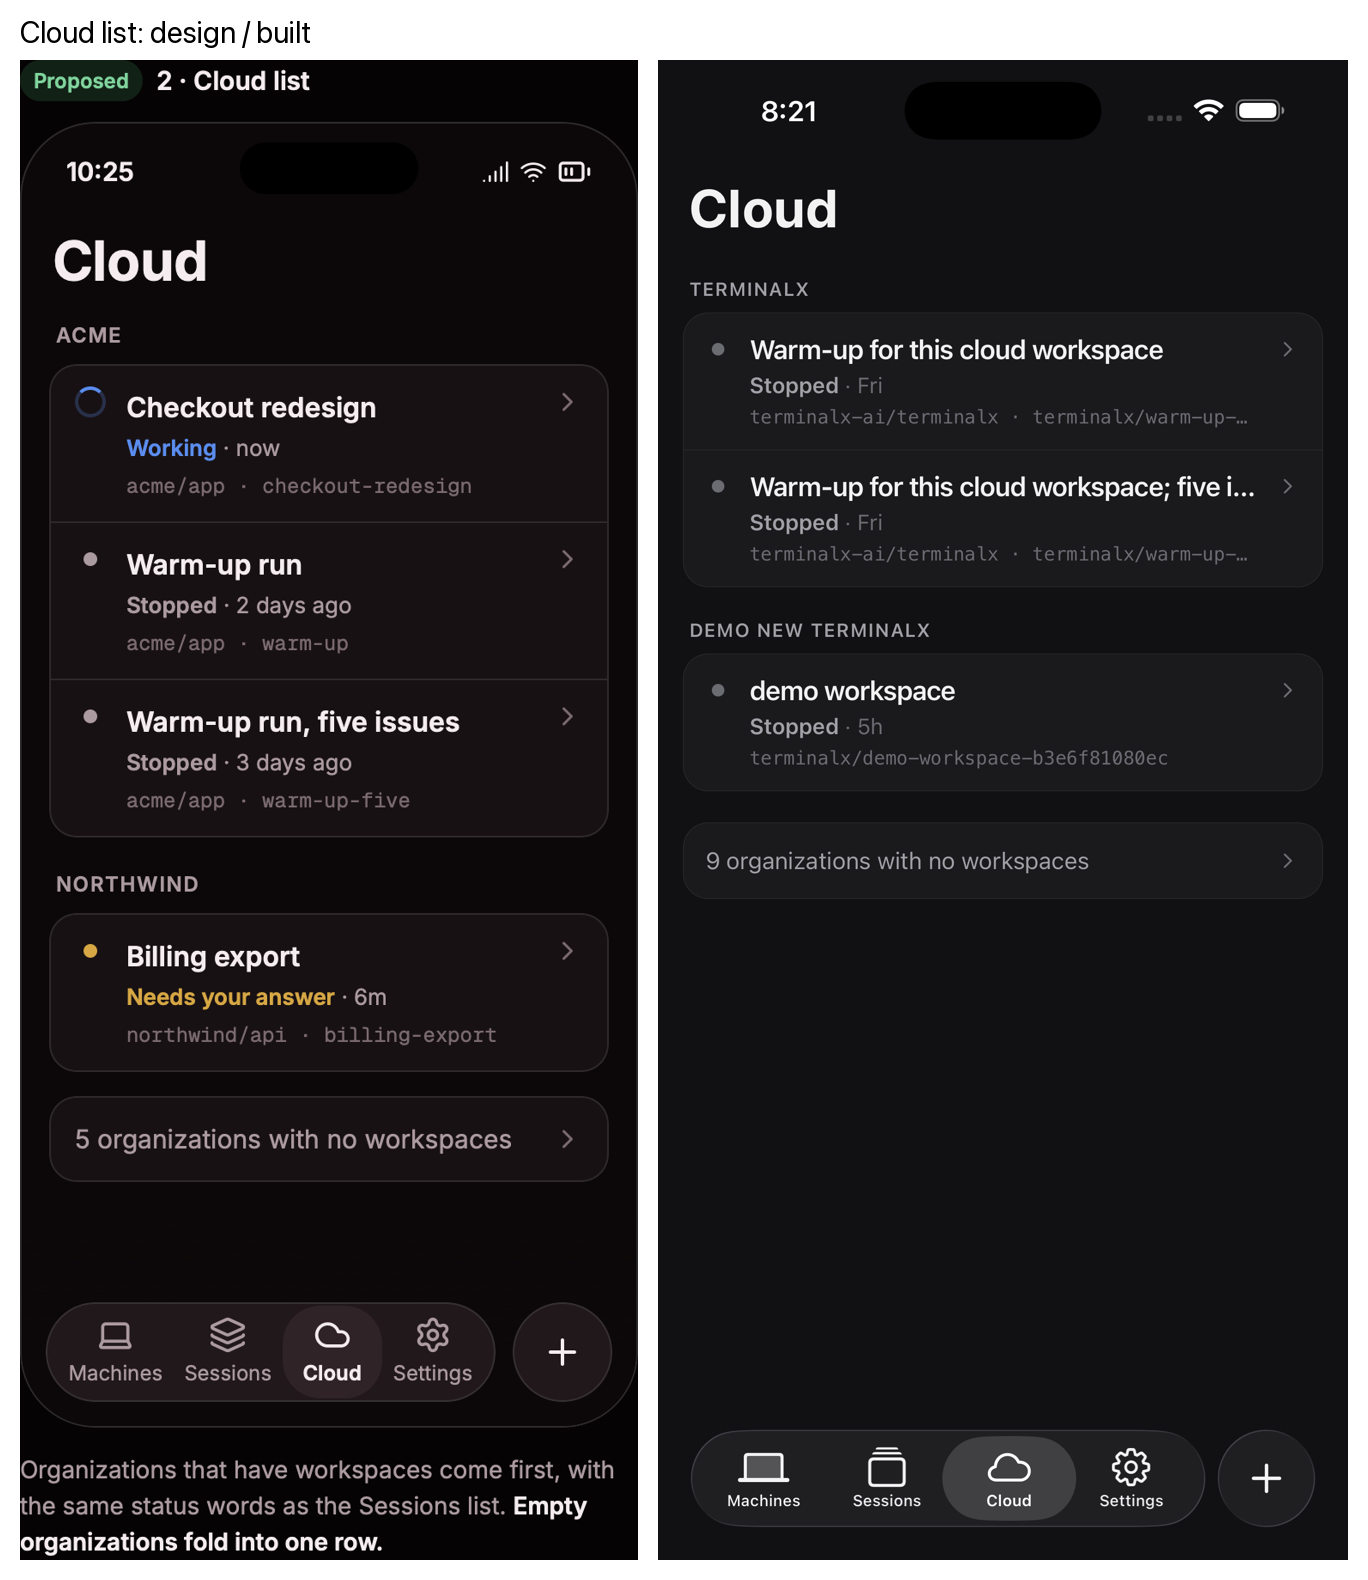 Cloud list: design / built
Proposed 2 · Cloud list
10:25
Cloud
ACME
Checkout redesign
Working · now
acme/app · checkout-redesign
Warm-up run
Stopped · 2 days ago
acme/app · warm-up
Warm-up run, five issues
Stopped · 3 days ago
acme/app · warm-up-five
NORTHWIND
Billing export
Needs your answer · 6m
northwind/api · billing-export
5 organizations with no workspaces
Machines Sessions Cloud Settings
Organizations that have workspaces come first, with
the same status words as the Sessions list. Empty
organizations fold into one row.
8:21
Cloud
TERMINALX
Warm-up for this cloud workspace
Stopped · Fri
terminalx-ai/terminalx · terminalx/warm-up-…
Warm-up for this cloud workspace; five i…
Stopped · Fri
terminalx-ai/terminalx · terminalx/warm-up-…
DEMO NEW TERMINALX
demo workspace
Stopped · 5h
terminalx/demo-workspace-b3e6f81080ec
9 organizations with no workspaces
Machines Sessions Cloud Settings